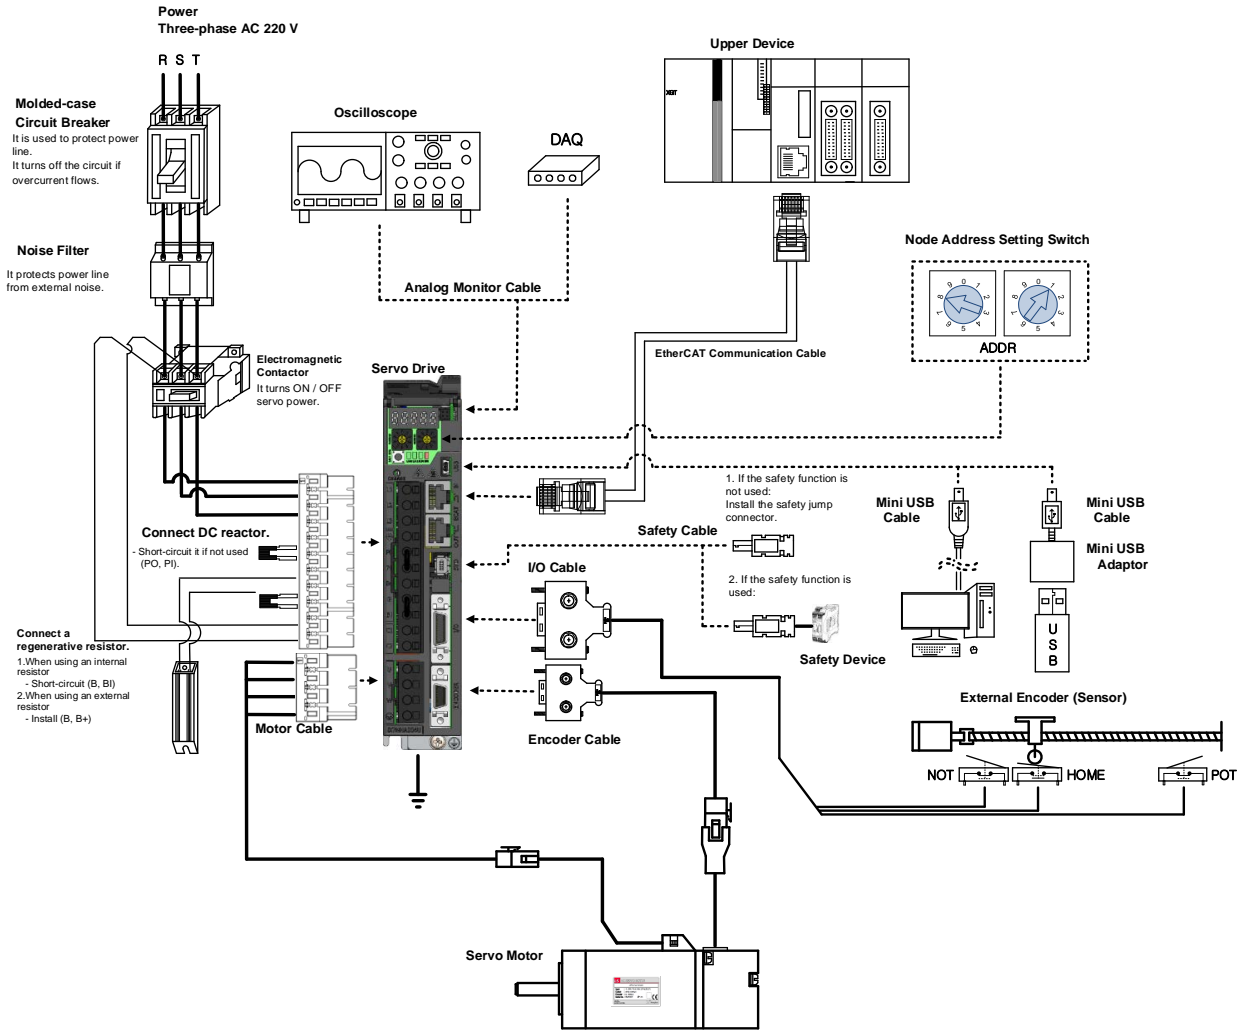 Power
Three-phase AC 220 V
R S T
Molded-case
Circuit Breaker
It is used to protect power
line.
It turns off the circuit if
overcurrent flows.
Noise Filter
It protects power line
from external noise.
Electromagnetic
Contactor
It turns ON / OFF
servo power.
Oscilloscope
DAQ
Analog Monitor Cable
Upper Device
EtherCAT Communication Cable
Node Address Setting Switch
ADDR
Servo Drive
Connect DC reactor.
- Short-circuit it if not used
(PO, PI).
Connect a
regenerative resistor.
1.When using an internal
resistor
- Short-circuit (B, BI)
2.When using an external
resistor
- Install (B, B+)
Motor Cable
1. If the safety function is
not used:
Install the safety jump
connector.
Safety Cable
2. If the safety function is
used:
Safety Device
I/O Cable
Encoder Cable
Mini USB
Cable
Mini USB
Cable
Mini USB
Adaptor
U
S
B
External Encoder (Sensor)
NOT
HOME
POT
Servo Motor